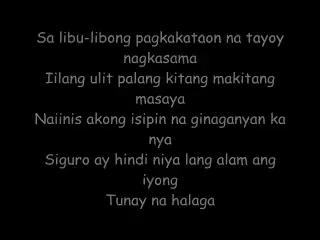 Sa libu-libong pagkakataon na tayoy
nagkasama
Iilang ulit palang kitang makitang
masaya
Naiinis akong isipin na ginaganyan ka
nya
Siguro ay hindi niya lang alam ang
iyong
Tunay na halaga